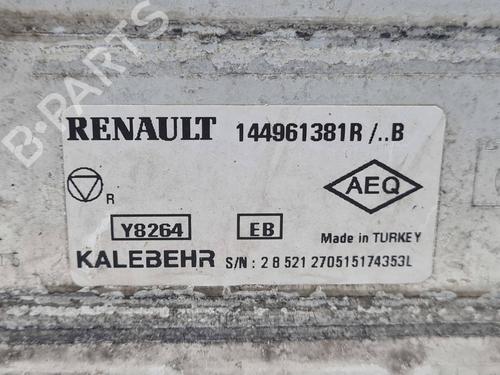 RENAULT 144961381R /..B
R
AEQ
Y8264 EB
Made in TURKEY
KALEBEHR S/N : 2 8 521 270515174353L
B-PARTS